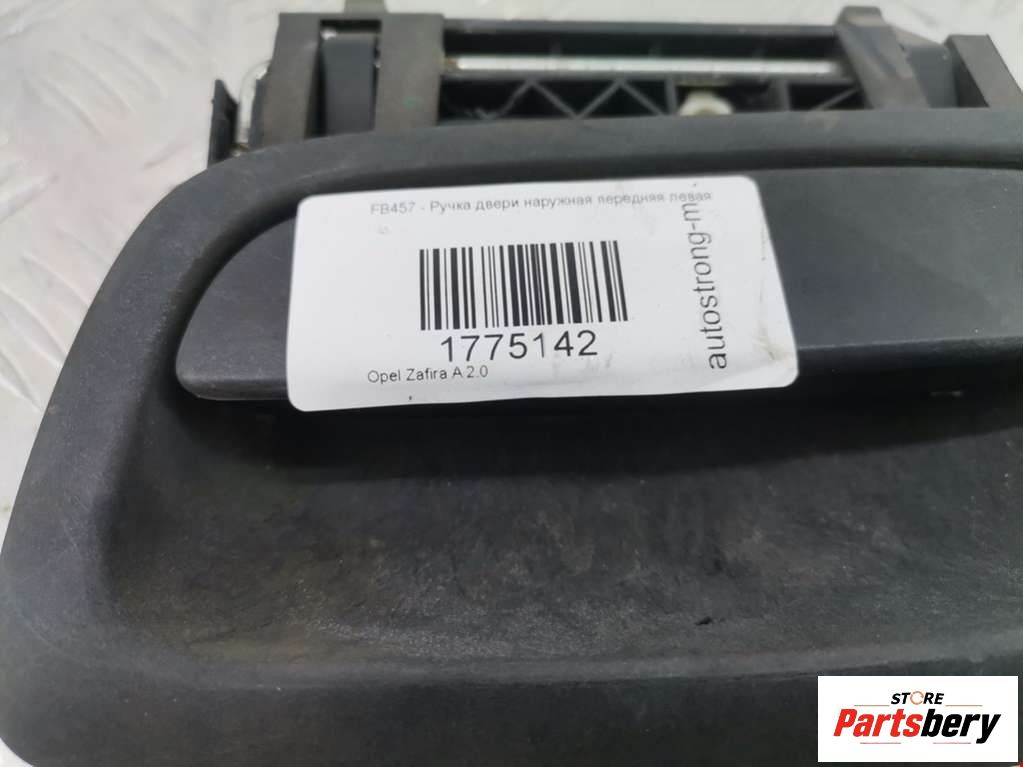 FB457 - Ручка двери наружная передняя левая
1775142
Opel Zafira A 2.0
autostrong-m
STORE
Partsbery